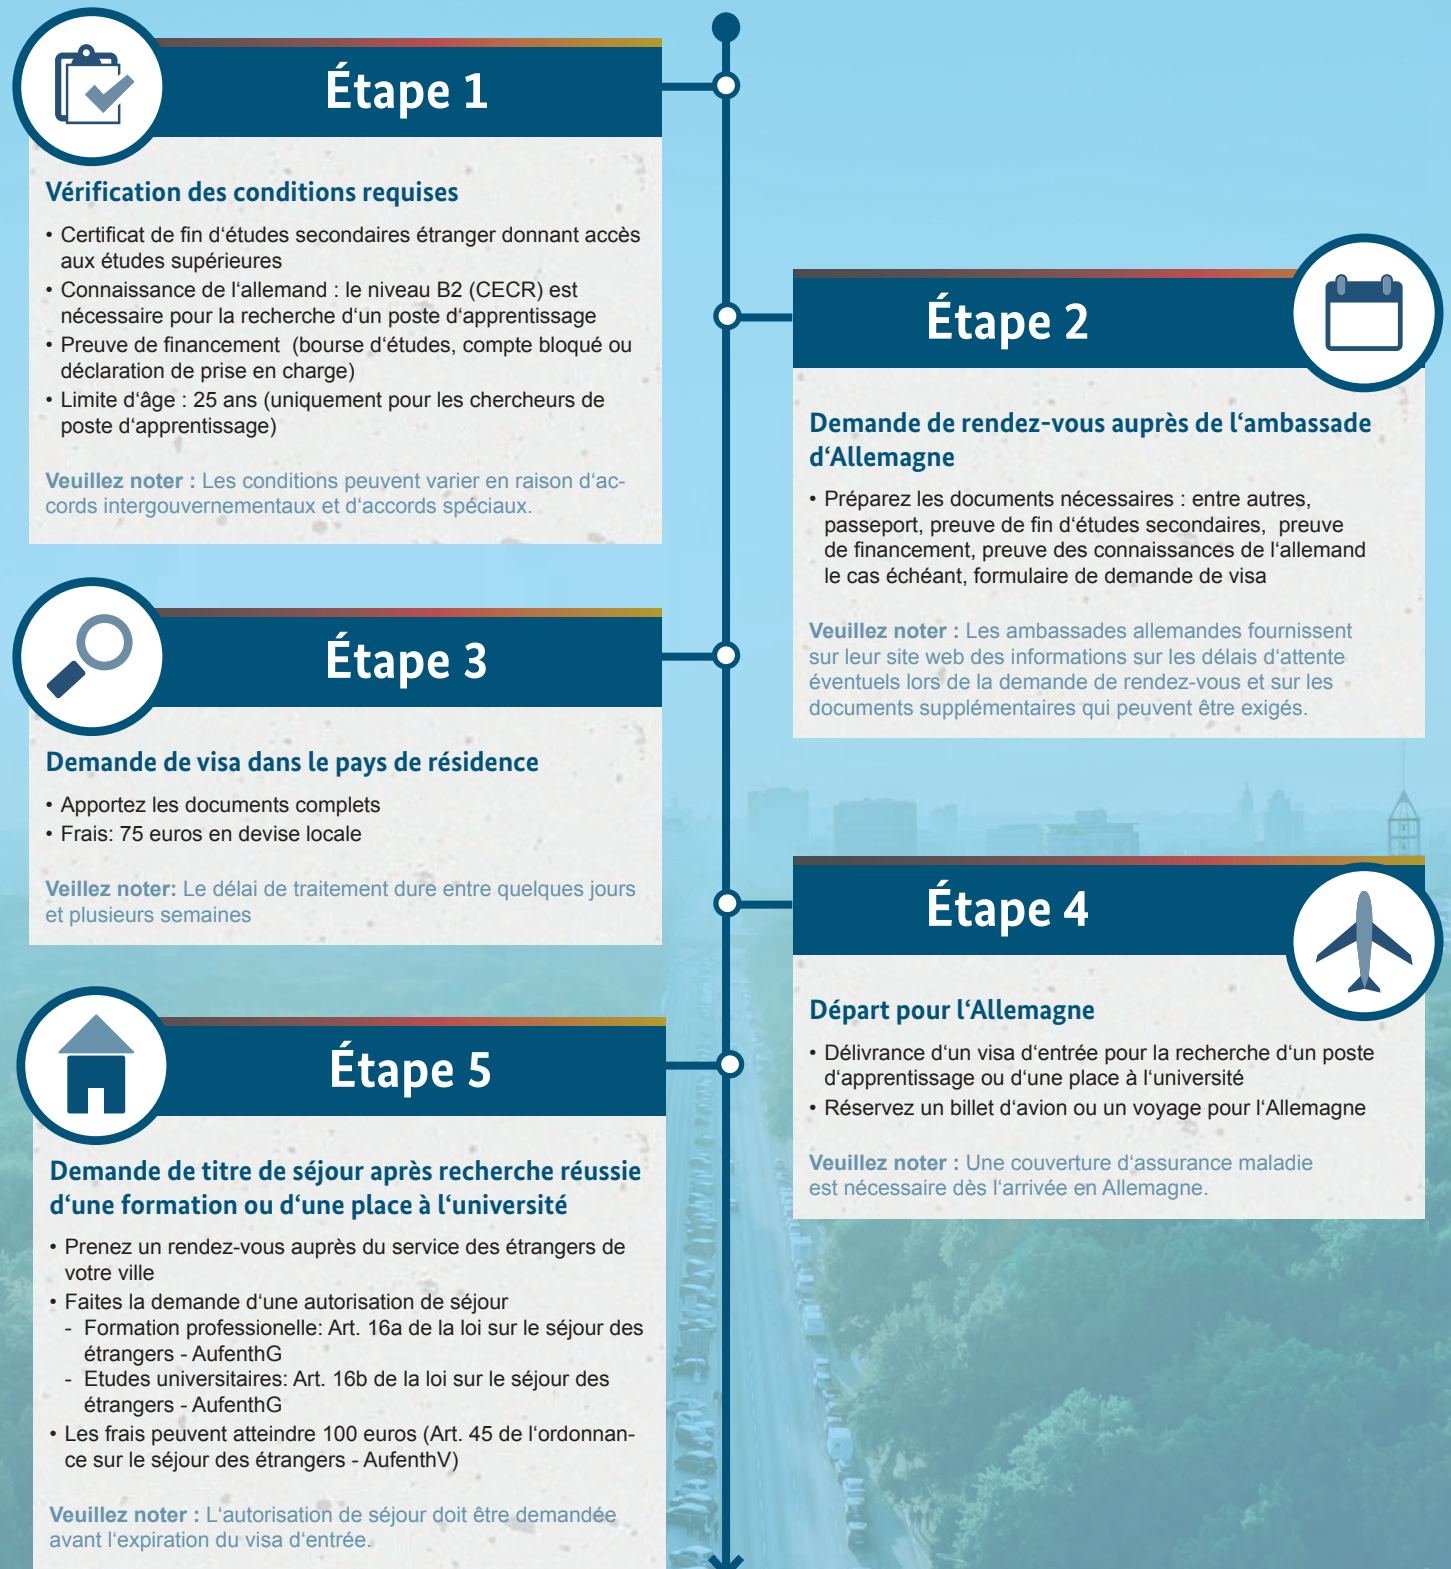 Étape 1
Vérification des conditions requises
• Certificat de fin d‘études secondaires étranger donnant accès
aux études supérieures
• Connaissance de l‘allemand : le niveau B2 (CECR) est
nécessaire pour la recherche d‘un poste d‘apprentissage
• Preuve de financement  (bourse d‘études, compte bloqué ou
déclaration de prise en charge)
• Limite d‘âge : 25 ans (uniquement pour les chercheurs de
poste d‘apprentissage)
Veuillez noter : Les conditions peuvent varier en raison d‘ac-
cords intergouvernementaux et d‘accords spéciaux.
Étape 2
Demande de rendez-vous auprès de l‘ambassade
d‘Allemagne
• Préparez les documents nécessaires : entre autres,
passeport, preuve de fin d‘études secondaires,  preuve
de financement, preuve des connaissances de l‘allemand
le cas échéant, formulaire de demande de visa
Veuillez noter : Les ambassades allemandes fournissent
sur leur site web des informations sur les délais d‘attente
éventuels lors de la demande de rendez-vous et sur les
documents supplémentaires qui peuvent être exigés.
Étape 3
Demande de visa dans le pays de résidence
• Apportez les documents complets
• Frais: 75 euros en devise locale
Veillez noter: Le délai de traitement dure entre quelques jours
et plusieurs semaines
Étape 4
Départ pour l‘Allemagne
• Délivrance d‘un visa d‘entrée pour la recherche d‘un poste
d‘apprentissage ou d‘une place à l‘université
• Réservez un billet d‘avion ou un voyage pour l‘Allemagne
Veuillez noter : Une couverture d‘assurance maladie
est nécessaire dès l‘arrivée en Allemagne.
Étape 5
Demande de titre de séjour après recherche réussie
d‘une formation ou d‘une place à l‘université
• Prenez un rendez-vous auprès du service des étrangers de
votre ville
• Faites la demande d‘une autorisation de séjour
- Formation professionelle: Art. 16a de la loi sur le séjour des
étrangers - AufenthG
- Etudes universitaires: Art. 16b de la loi sur le séjour des
étrangers - AufenthG
• Les frais peuvent atteindre 100 euros (Art. 45 de l‘ordonnan-
ce sur le séjour des étrangers - AufenthV)
Veuillez noter : L‘autorisation de séjour doit être demandée
avant l‘expiration du visa d‘entrée.